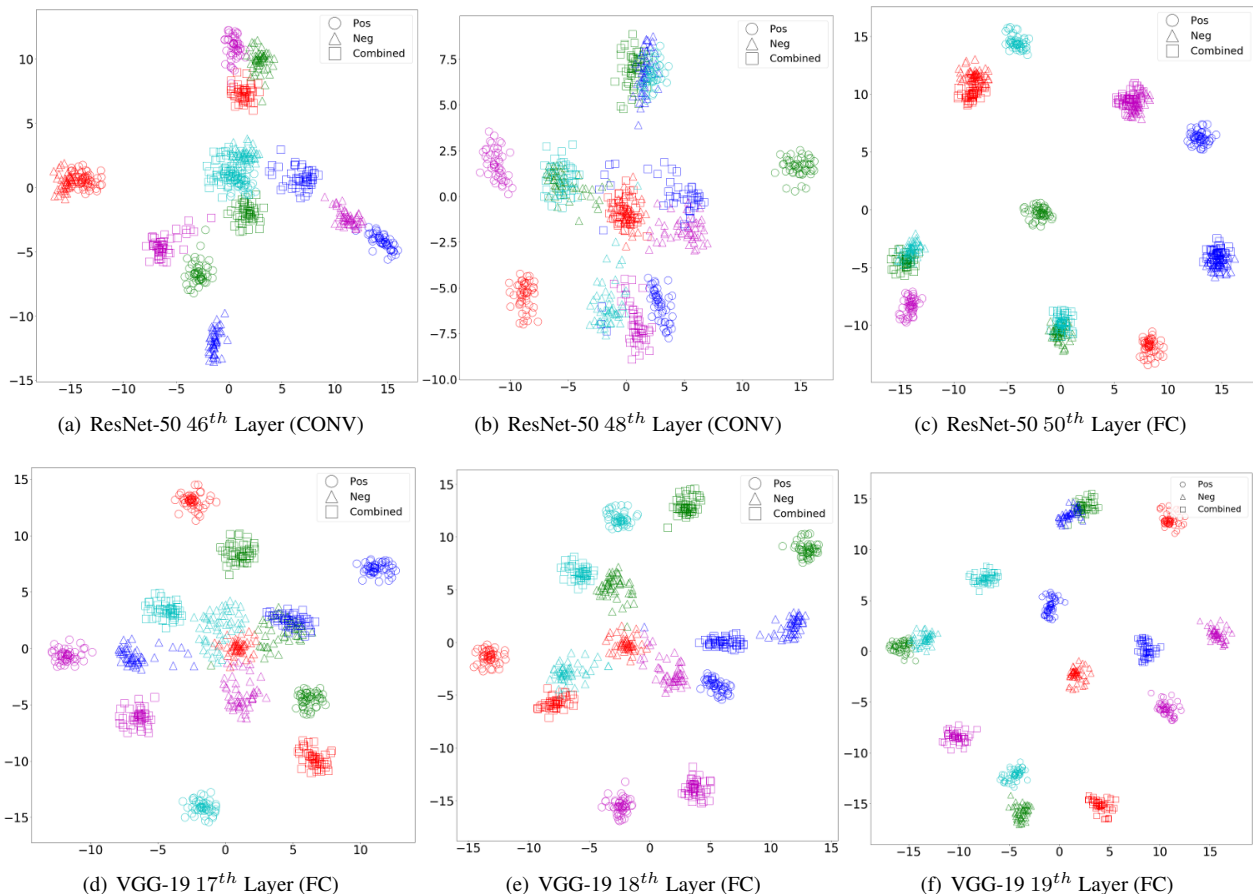 Pos
Neg
Combined
10
5
0
−5
−10
−15
−15 −10 −5 0 5 10 15
(a) ResNet-50 46th Layer (CONV)
Pos
Neg
Combined
7.5
5.0
2.5
0.0
−2.5
−5.0
−7.5
−10.0
−10 −5 0 5 10 15
(b) ResNet-50 48th Layer (CONV)
Pos
Neg
Combined
15
10
5
0
−5
−10
−15 −10 −5 0 5 10 15
(c) ResNet-50 50th Layer (FC)
Pos
Neg
Combined
15
10
5
0
−5
−10
−15
−10 −5 0 5 10
(d) VGG-19 17th Layer (FC)
Pos
Neg
Combined
15
10
5
0
−5
−10
−15
−15 −10 −5 0 5 10 15
(e) VGG-19 18th Layer (FC)
Pos
Neg
Combined
15
10
5
0
−5
−10
−15
−15 −10 −5 0 5 10 15
(f) VGG-19 19th Layer (FC)